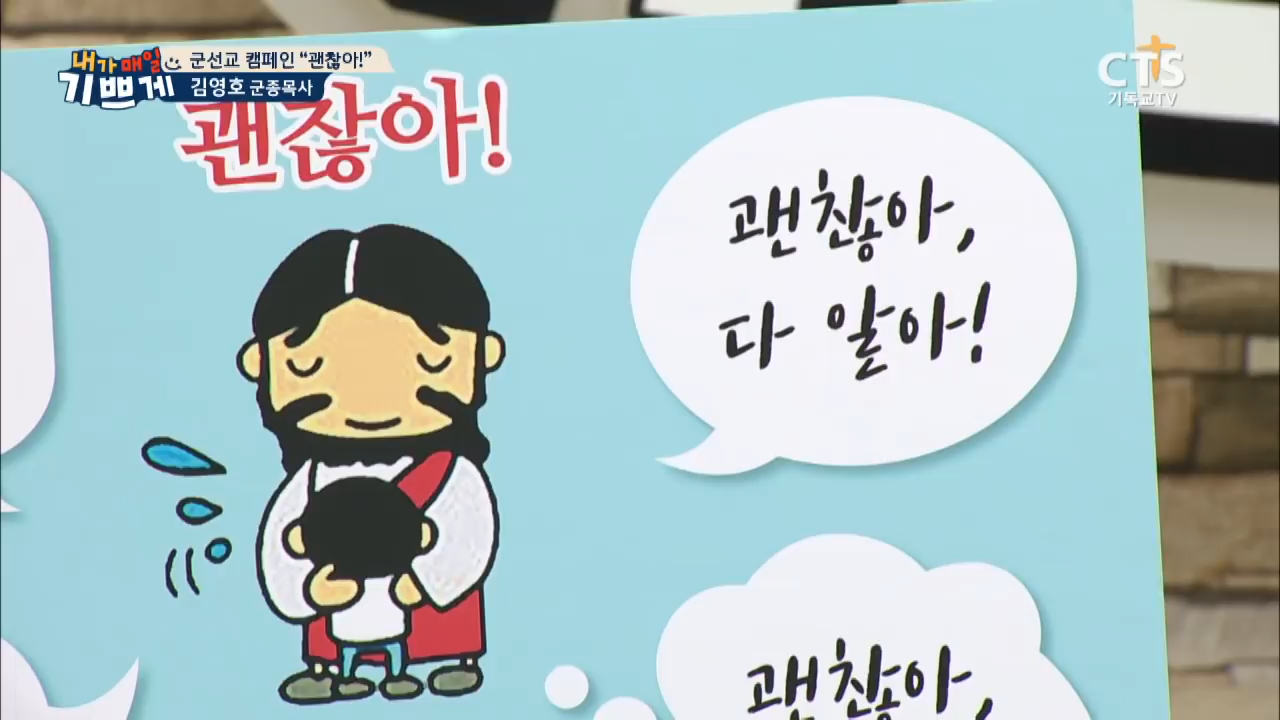 내가 매일
기쁘게
군선교 캠페인 “괜찮아!”
김영호 군종목사
CTS
기독교TV
괜찮아!
괜찮아,
다 알아!
괜찮아,